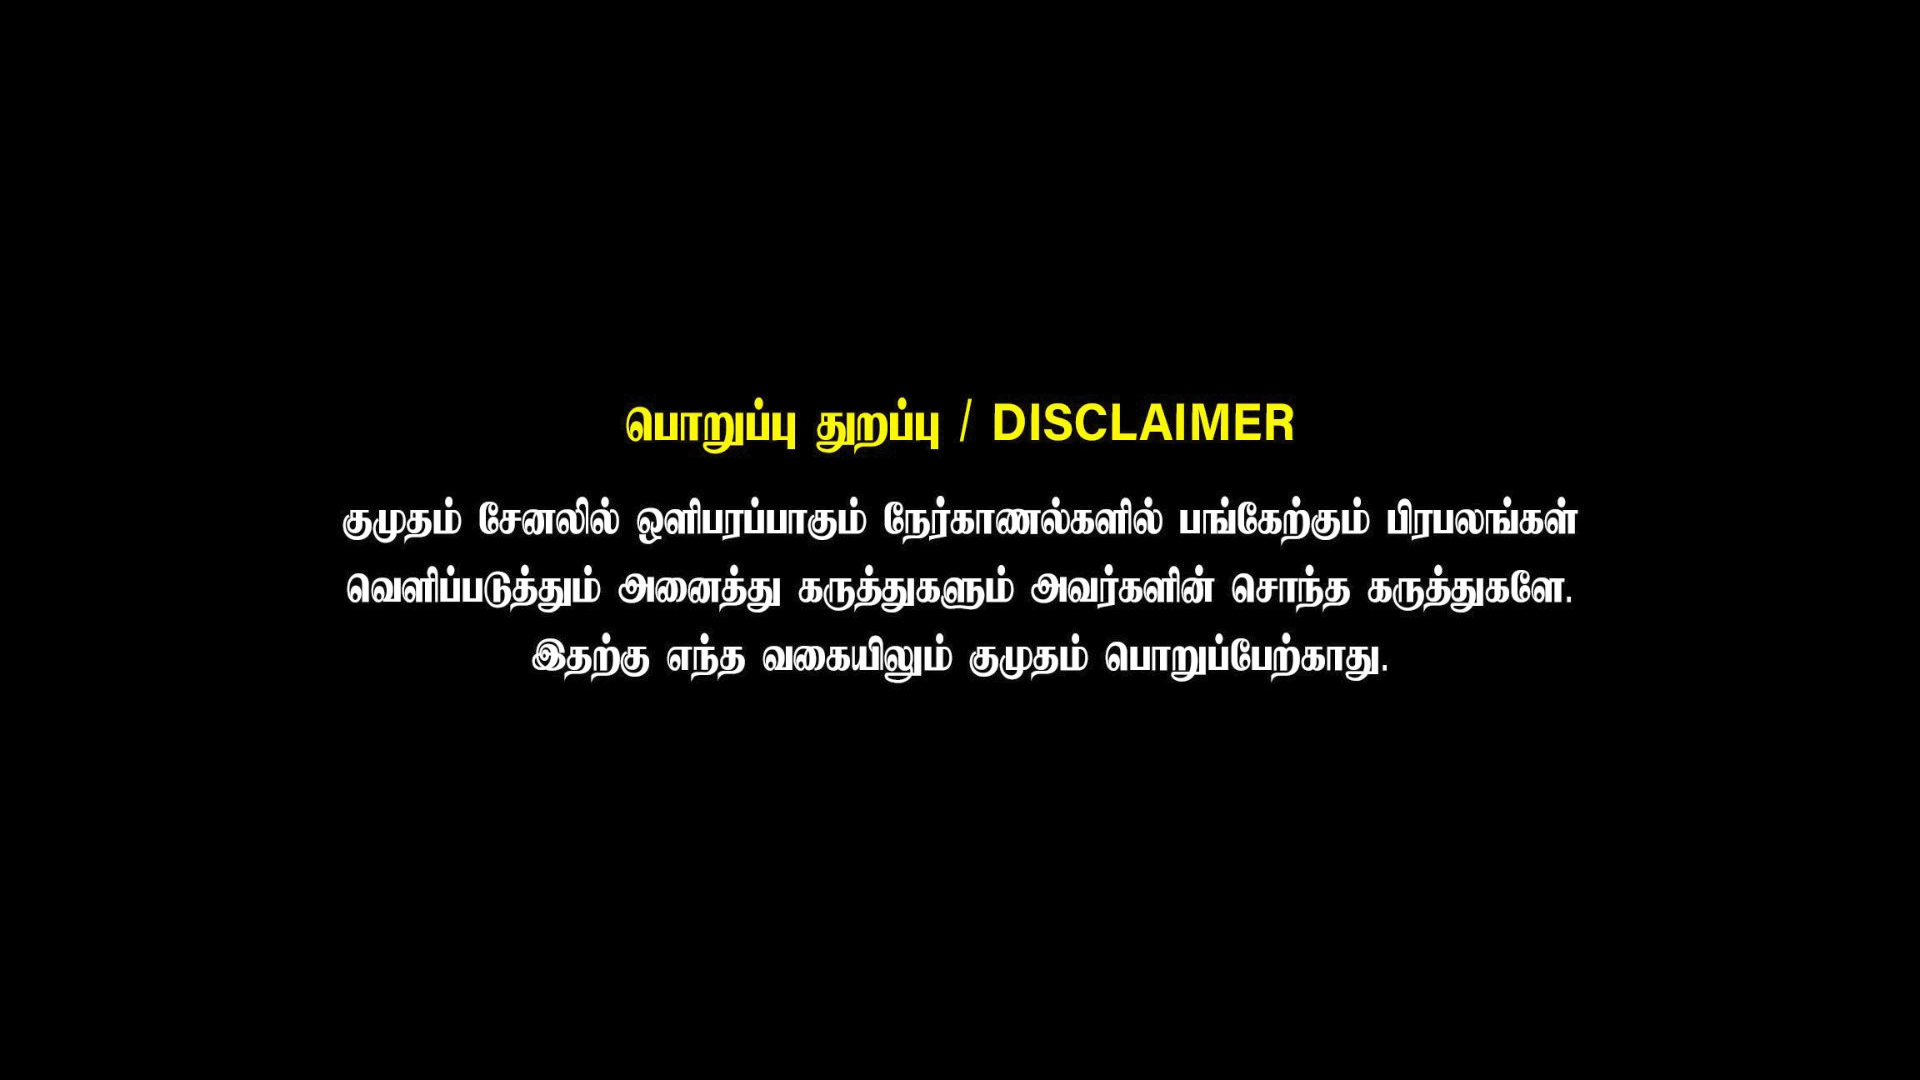 பொறுப்பு துறப்பு / DISCLAIMER
குமுதம் சேனலில் ஒளிபரப்பாகும் நேர்காணல்களில் பங்கேற்கும் பிரபலங்கள்
வெளிப்படுத்தும் அனைத்து கருத்துகளும் அவர்களின் சொந்த கருத்துகளே.
இதற்கு எந்த வகையிலும் குமுதம் பொறுப்பேற்காது.